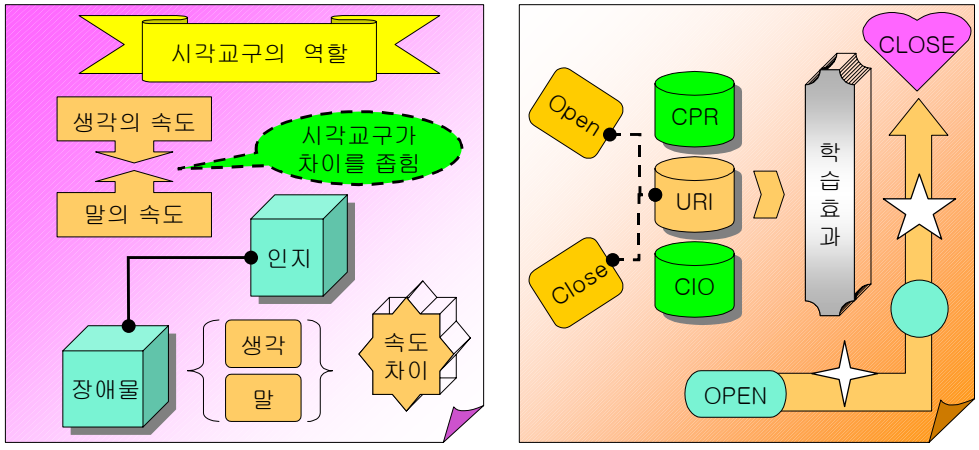 시각교구의 역할
생각의 속도
시각교구가
차이를 좁힘
말의 속도
인지
장애물
생각
말
속도
차이
CLOSE
Open
CPR
URI
Close
CIO
학
습
효
과
OPEN